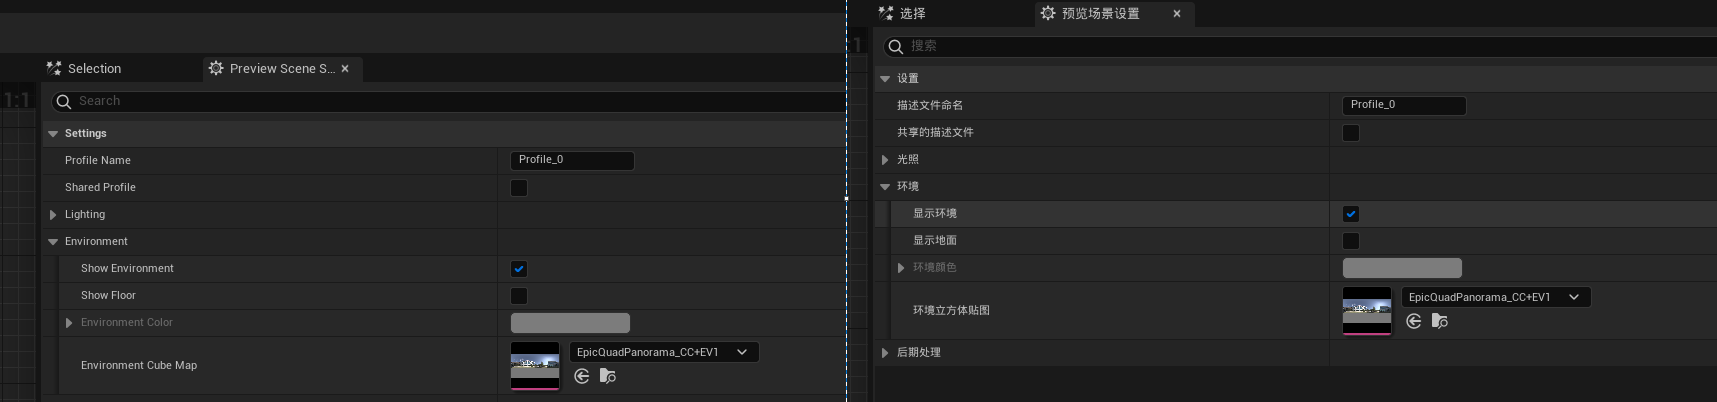 Selection
Preview Scene S...
1:1
Search
Settings
Profile Name
Profile_0
Shared Profile
Lighting
Environment
Show Environment
Show Floor
Environment Color
Environment Cube Map
EpicQuadPanorama_CC+EV1
选择
预览场景设置
1
搜索
设置
描述文件命名
Profile_0
共享的描述文件
光照
环境
显示环境
显示地面
环境颜色
环境立方体贴图
EpicQuadPanorama_CC+EV1
后期处理